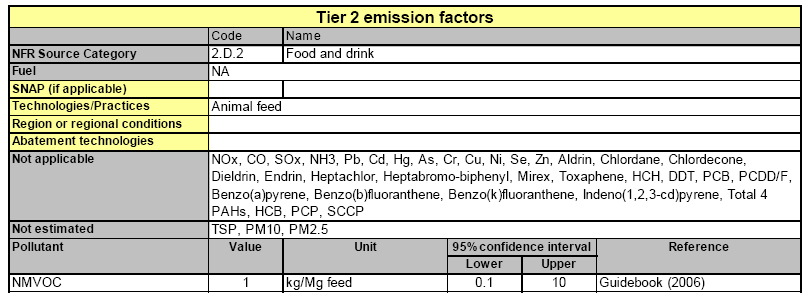 Tier 2 emission factors
Code Name
NFR Source Category 2.D.2 Food and drink
Fuel NA
SNAP (if applicable)
Technologies/Practices Animal feed
Region or regional conditions
Abatement technologies
Not applicable NOx, CO, SOx, NH3, Pb, Cd, Hg, As, Cr, Cu, Ni, Se, Zn, Aldrin, Chlordane, Chlordecone,
Dieldrin, Endrin, Heptachlor, Heptabromo-biphenyl, Mirex, Toxaphene, HCH, DDT, PCB, PCDD/F,
Benzo(a)pyrene, Benzo(b)fluoranthene, Benzo(k)fluoranthene, Indeno(1,2,3-cd)pyrene, Total 4
PAHs, HCB, PCP, SCCP
Not estimated TSP, PM10, PM2.5
Pollutant Value Unit 95% confidence interval Reference
Lower Upper
NMVOC 1 kg/Mg feed 0.1 10 Guidebook (2006)